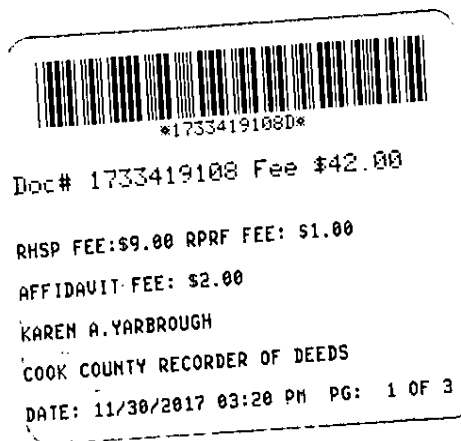 *1733419108D*
Doc# 1733419108 Fee $42.00
RHSP FEE:$9.00 RPRF FEE: $1.00
AFFIDAVIT FEE: $2.00
KAREN A.YARBROUGH
COOK COUNTY RECORDER OF DEEDS
DATE: 11/30/2017 03:20 PM PG: 1 OF 3